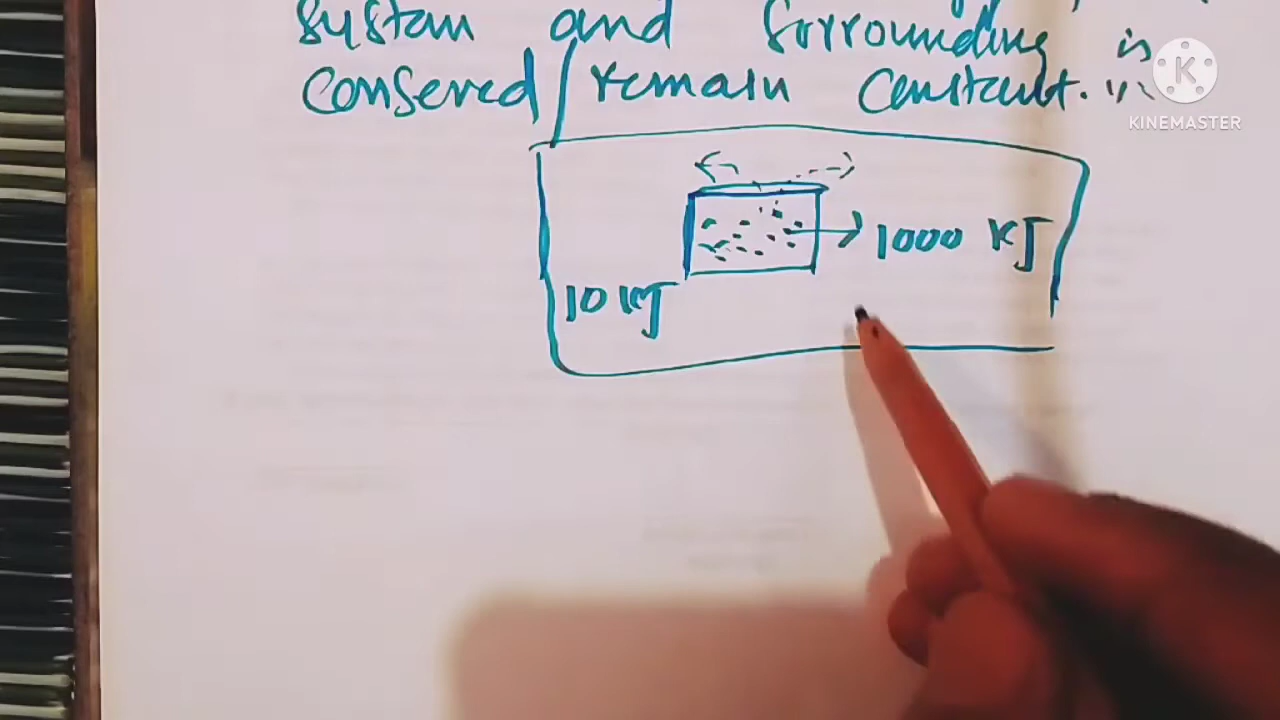 system and surrounding is
conserved/remain constant.
1000 KJ
10 KJ
KINEMASTER